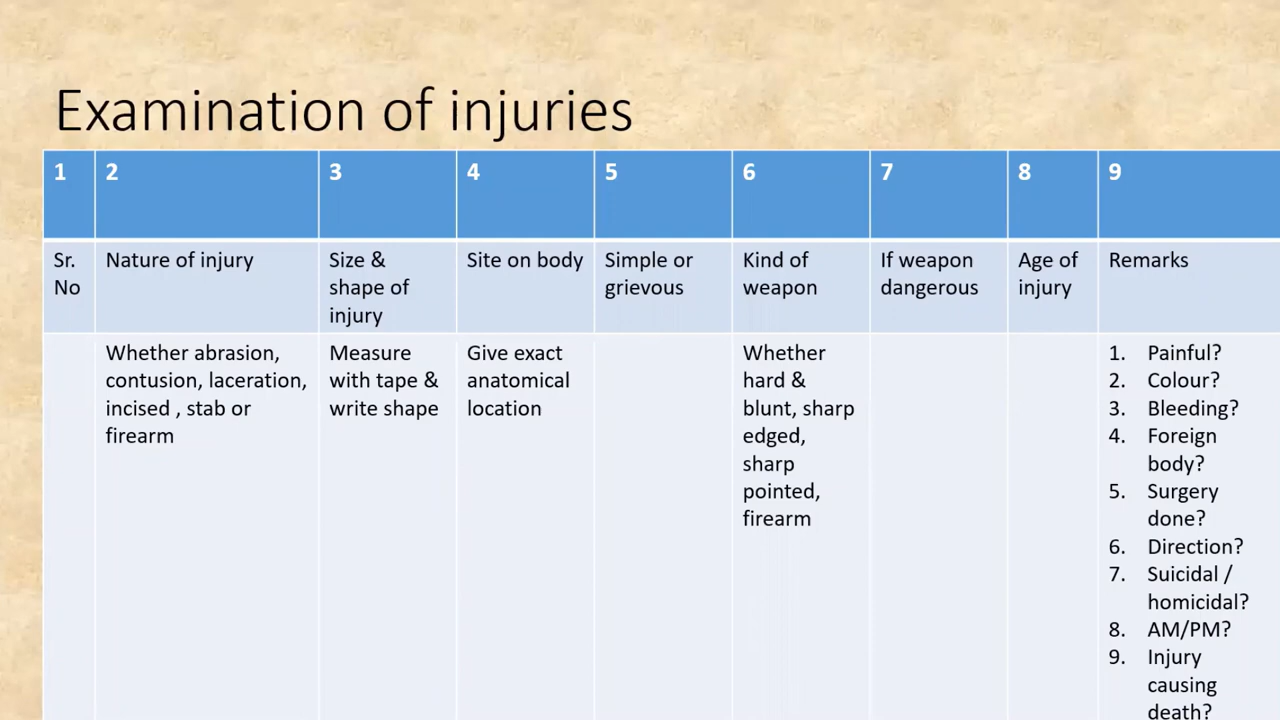 Examination of injuries
1 2 3 4 5 6 7 8 9
Sr.
No
Nature of injury
Size &
shape of
injury
Site on body
Simple or
grievous
Kind of
weapon
If weapon
dangerous
Age of
injury
Remarks
Whether abrasion,
contusion, laceration,
incised , stab or
firearm
Measure
with tape &
write shape
Give exact
anatomical
location
Whether
hard &
blunt, sharp
edged,
sharp
pointed,
firearm
1. Painful?
2. Colour?
3. Bleeding?
4. Foreign
body?
5. Surgery
done?
6. Direction?
7. Suicidal /
homicidal?
8. AM/PM?
9. Injury
causing
death?